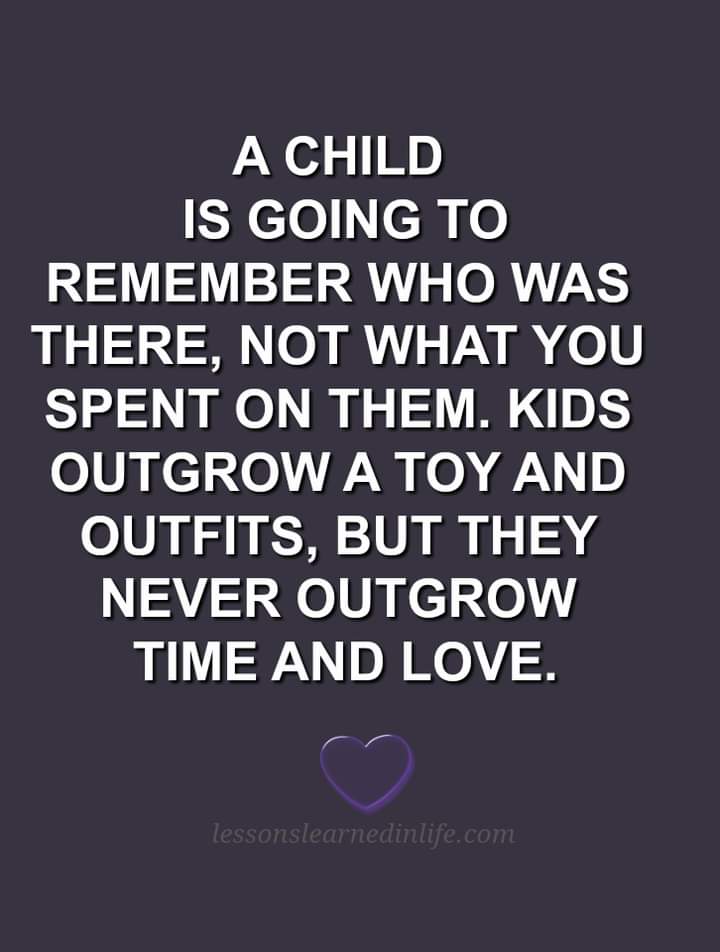 A CHILD
IS GOING TO
REMEMBER WHO WAS
THERE, NOT WHAT YOU
SPENT ON THEM. KIDS
OUTGROW A TOY AND
OUTFITS, BUT THEY
NEVER OUTGROW
TIME AND LOVE.
lessonslearnedinlife.com